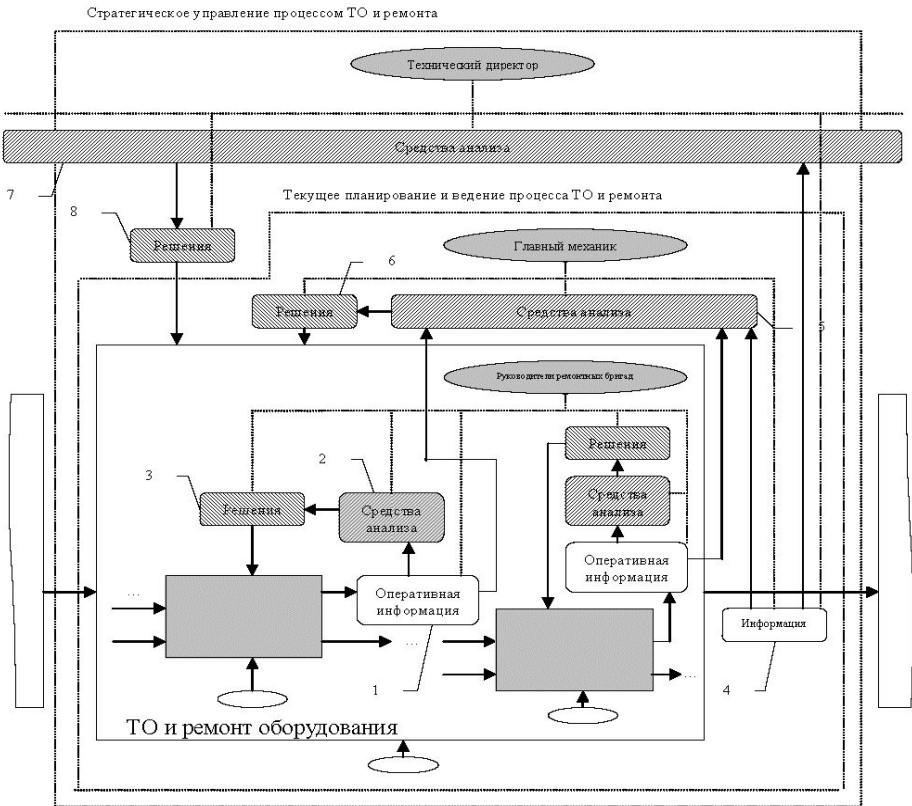 Стратегическое управление процессом ТО и ремонта
Технический директор
Средства анализа
7
8
Текущее планирование и ведение процесса ТО и ремонта
Решения
Главный механик
6
Решения
Средства анализа
5
Руководители ремонтных бригад
Решения
2
3
Средства
анализа
Решения
Средства
анализа
Оперативная
информация
...
Оперативная
информация
Информация
...
...
1
4
ТО и ремонт оборудования